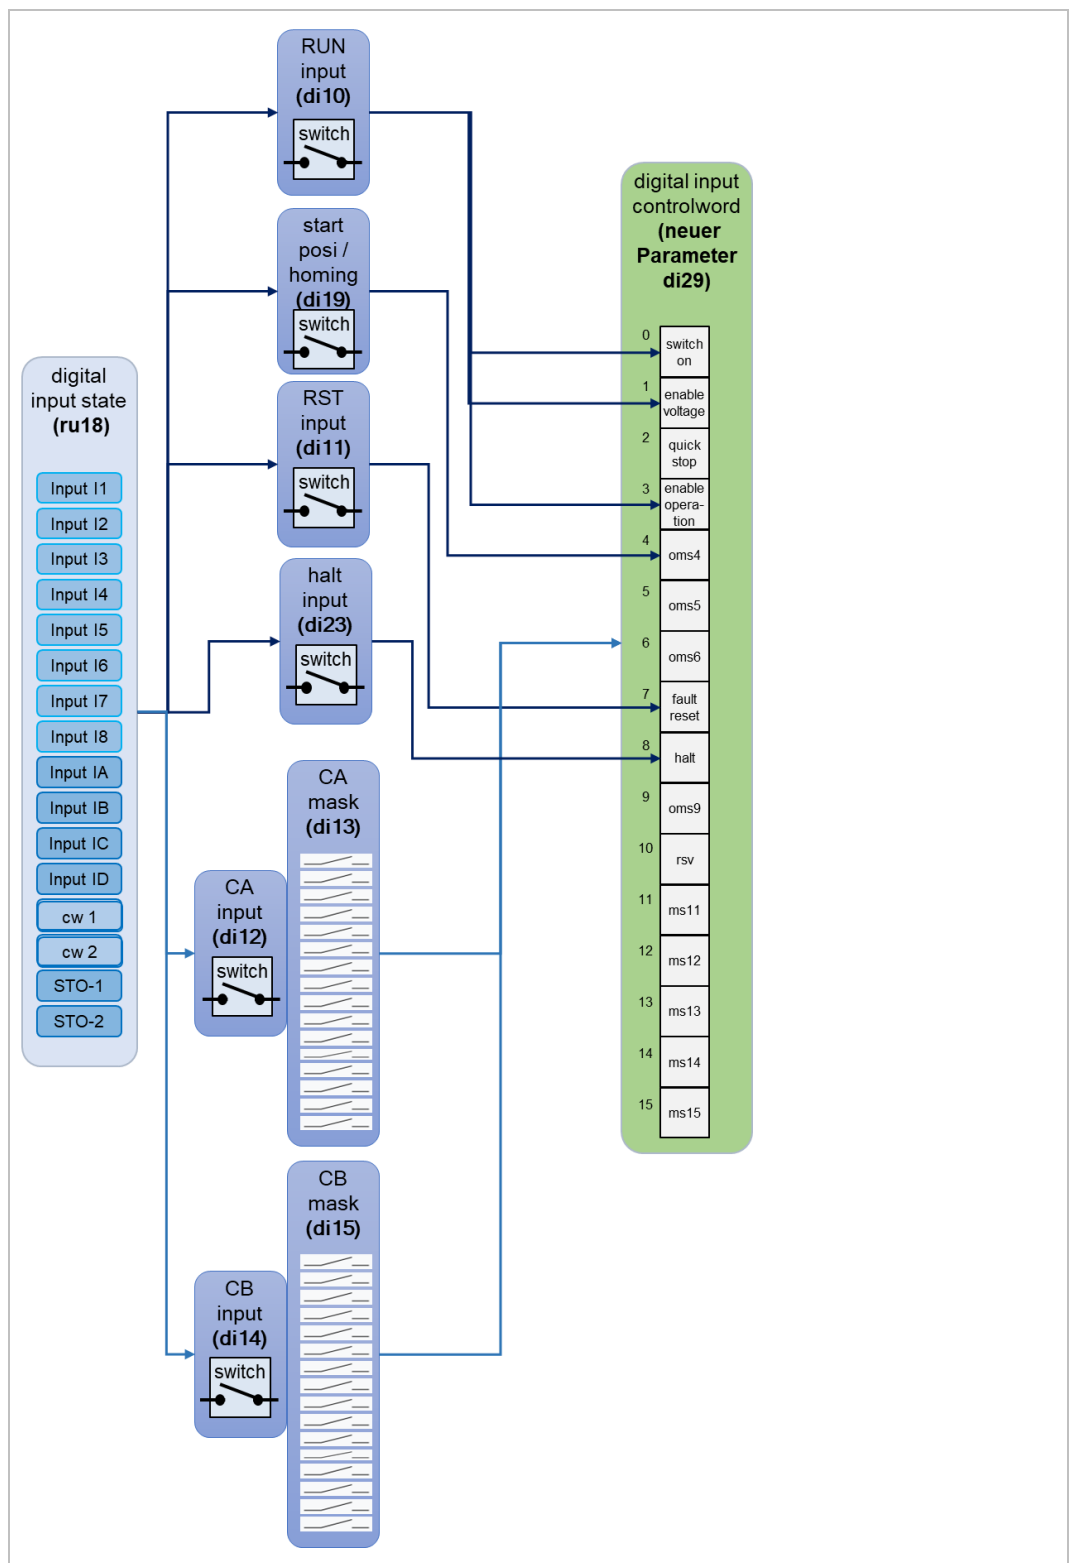 RUN
input
(di10)
switch
start
posi /
homing
(di19)
switch
RST
input
(di11)
switch
halt
input
(di23)
switch
digital
input state
(ru18)
Input I1
Input I2
Input I3
Input I4
Input I5
Input I6
Input I7
Input I8
Input IA
Input IB
Input IC
Input ID
cw 1
cw 2
STO-1
STO-2
CA
mask
(di13)
CA
input
(di12)
switch
CB
mask
(di15)
CB
input
(di14)
switch
digital input
controlword
(neuer
Parameter
di29)
0
switch
on
1
enable
voltage
2
quick
stop
3
enable
opera-
tion
4
oms4
5
oms5
6
oms6
7
fault
reset
8
halt
9
oms9
10
rsv
11
ms11
12
ms12
13
ms13
14
ms14
15
ms15